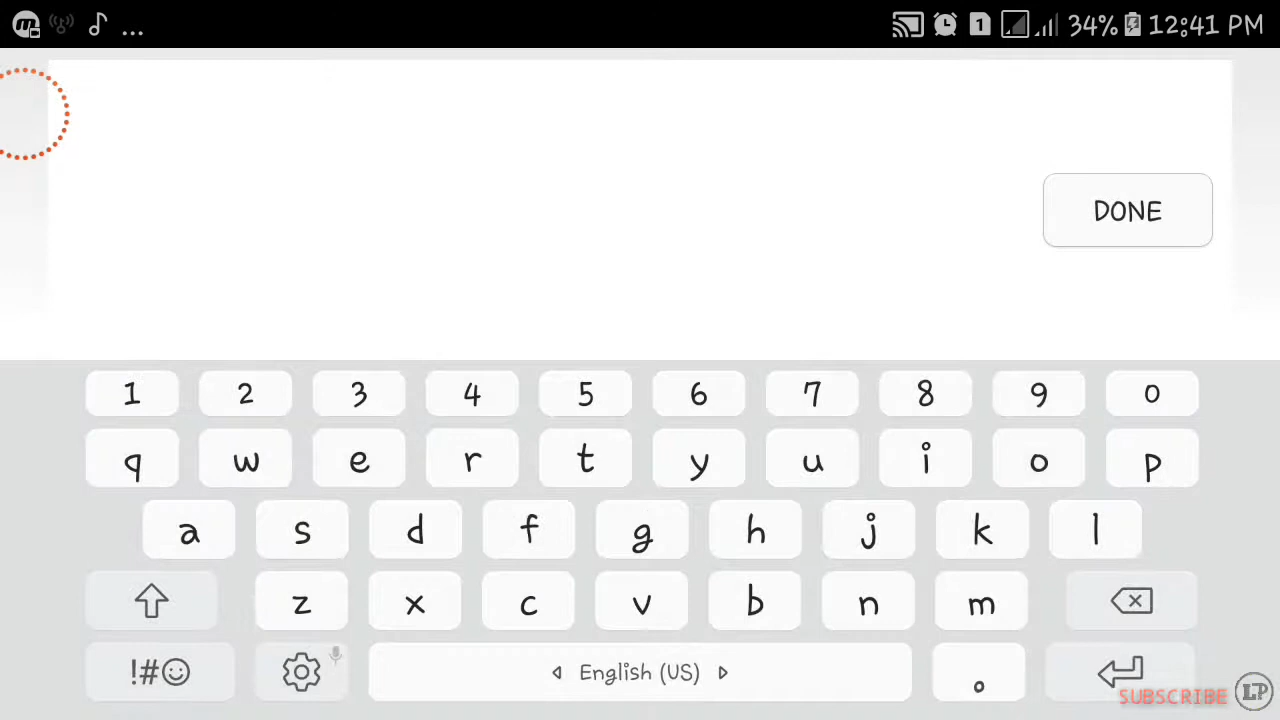 ... 1 34% 12:41 PM
DONE
1 2 3 4 5 6 7 8 9 0
q w e r t y u i o p
a s d f g h j k l
z x c v b n m
!#☺ English (US) .
SUBSCRIBE LP